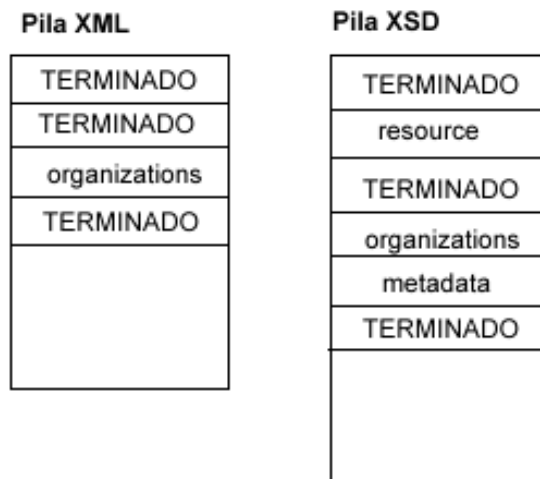 Pila XML
TERMINADO
TERMINADO
organizations
TERMINADO
Pila XSD
TERMINADO
resource
TERMINADO
organizations
metadata
TERMINADO